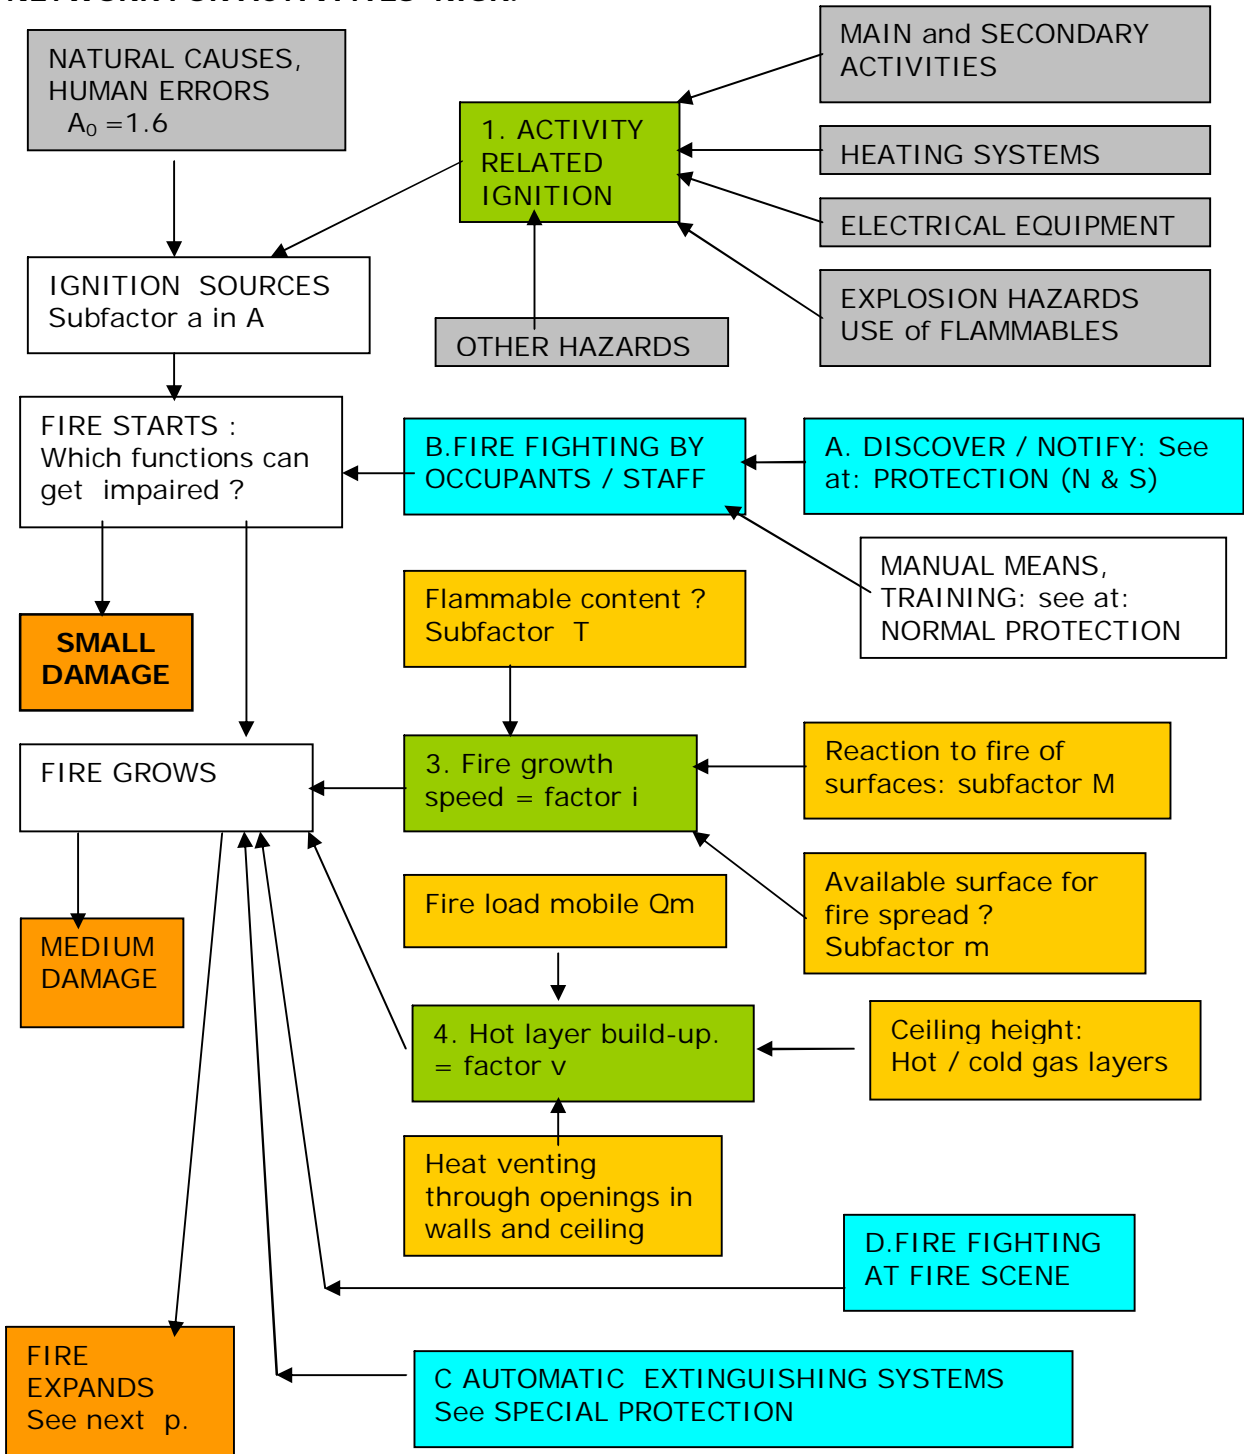 NATURAL CAUSES,
HUMAN ERRORS
A₀ =1.6
MAIN and SECONDARY
ACTIVITIES
1. ACTIVITY
RELATED
IGNITION
HEATING SYSTEMS
ELECTRICAL EQUIPMENT
IGNITION SOURCES
Subfactor a in A
EXPLOSION HAZARDS
USE of FLAMMABLES
OTHER HAZARDS
FIRE STARTS :
Which functions can
get impaired ?
B.FIRE FIGHTING BY
OCCUPANTS / STAFF
A. DISCOVER / NOTIFY: See
at: PROTECTION (N & S)
MANUAL MEANS,
TRAINING: see at:
NORMAL PROTECTION
Flammable content ?
Subfactor T
SMALL
DAMAGE
FIRE GROWS
3. Fire growth
speed = factor i
Reaction to fire of
surfaces: subfactor M
Available surface for
fire spread ?
Subfactor m
Fire load mobile Qm
MEDIUM
DAMAGE
4. Hot layer build-up.
= factor v
Ceiling height:
Hot / cold gas layers
Heat venting
through openings in
walls and ceiling
D.FIRE FIGHTING
AT FIRE SCENE
FIRE
EXPANDS
See next p.
C AUTOMATIC EXTINGUISHING SYSTEMS
See SPECIAL PROTECTION